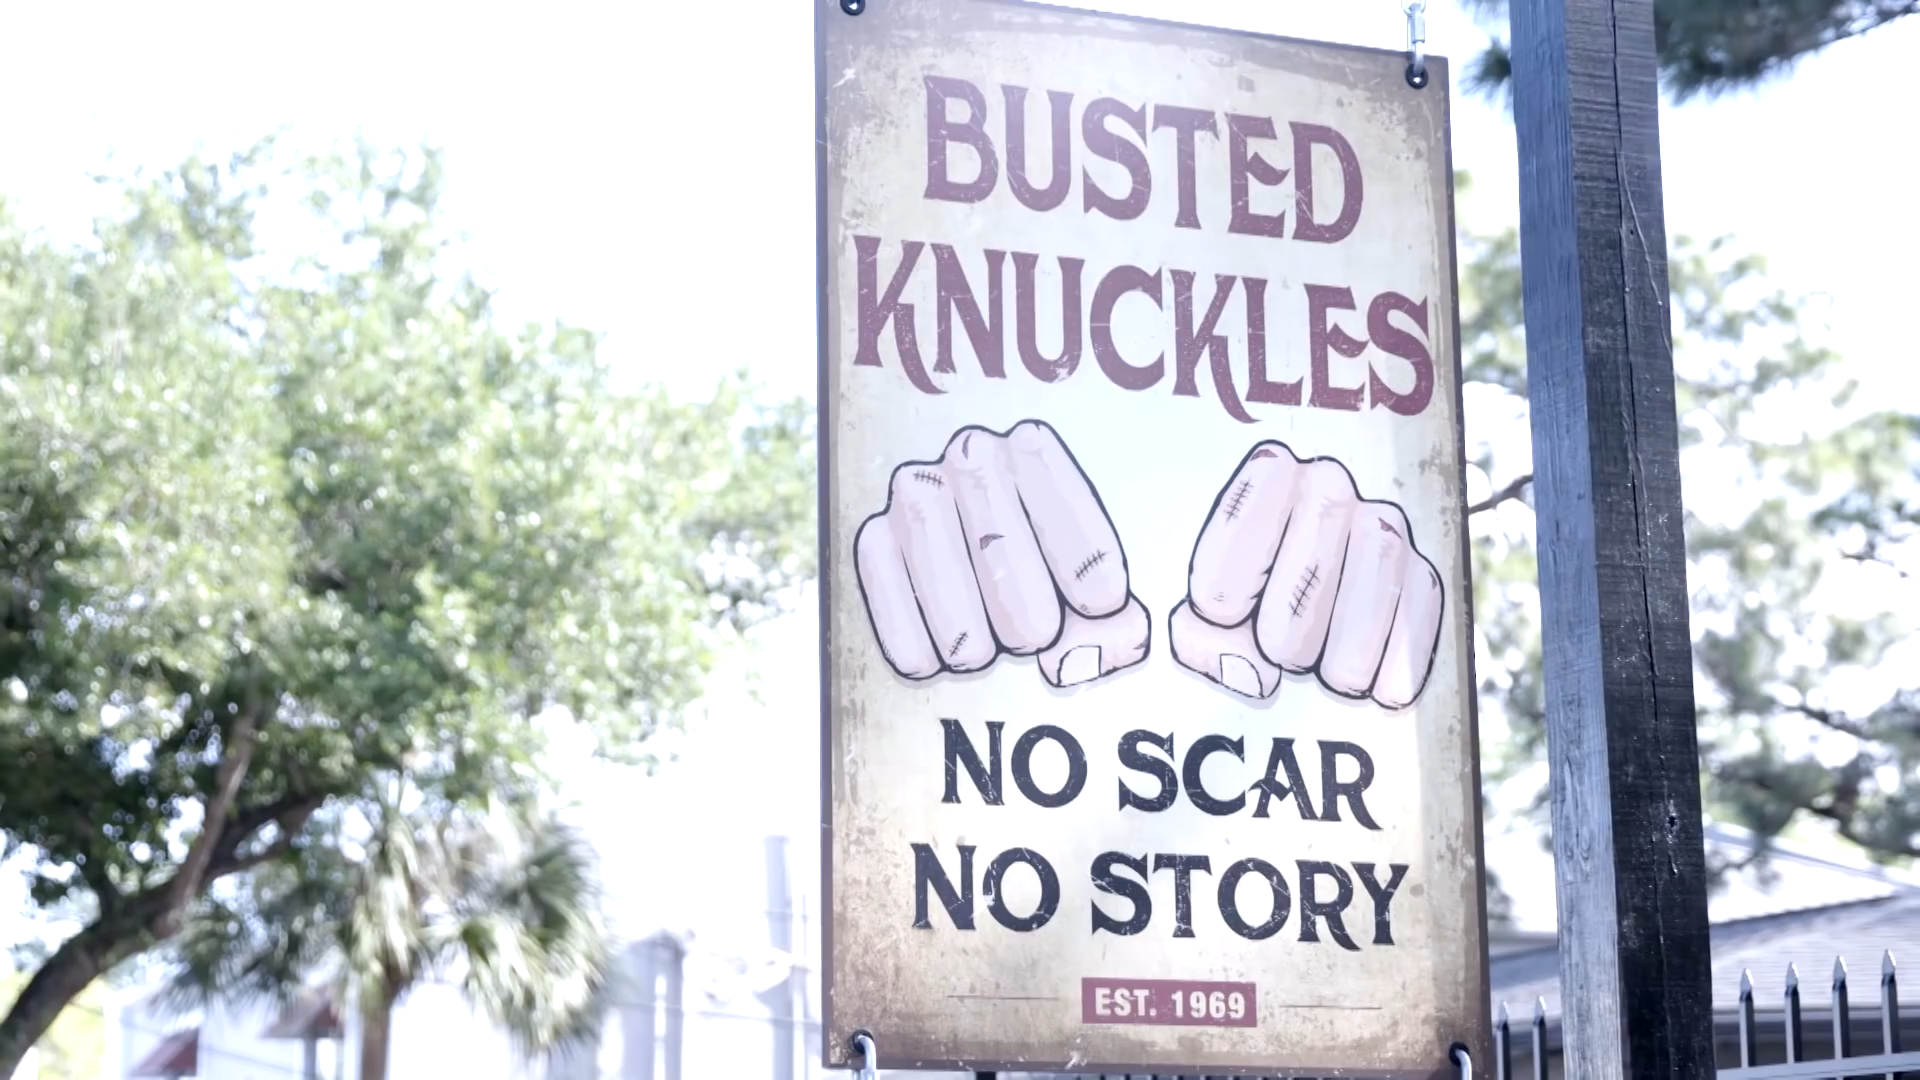 BUSTED
KNUCKLES
NO SCAR
NO STORY
EST. 1969